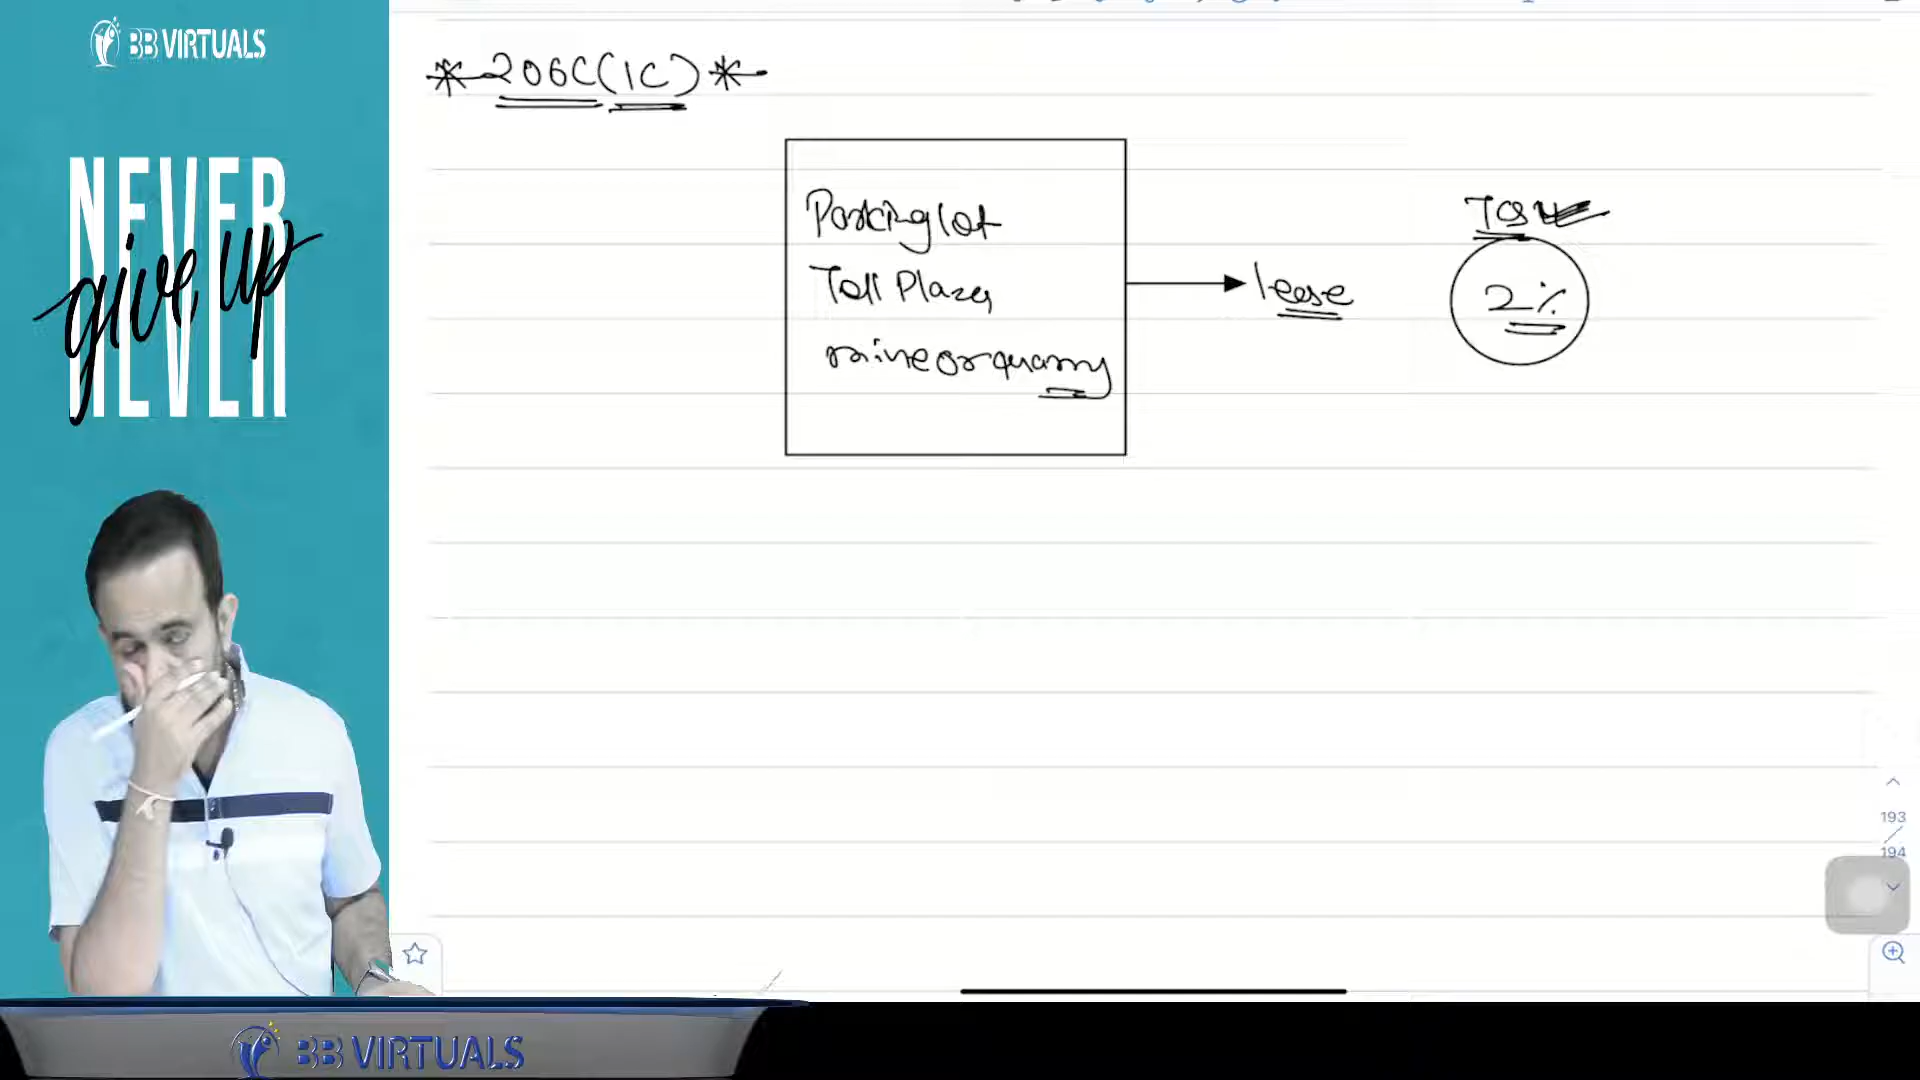 BB VIRTUALS
NEVER
give up
NEVER
*206C(1C)*
Parking lot
Toll Plaza
mine or quarry
lease
TCS
2%
193
194
BB VIRTUALS